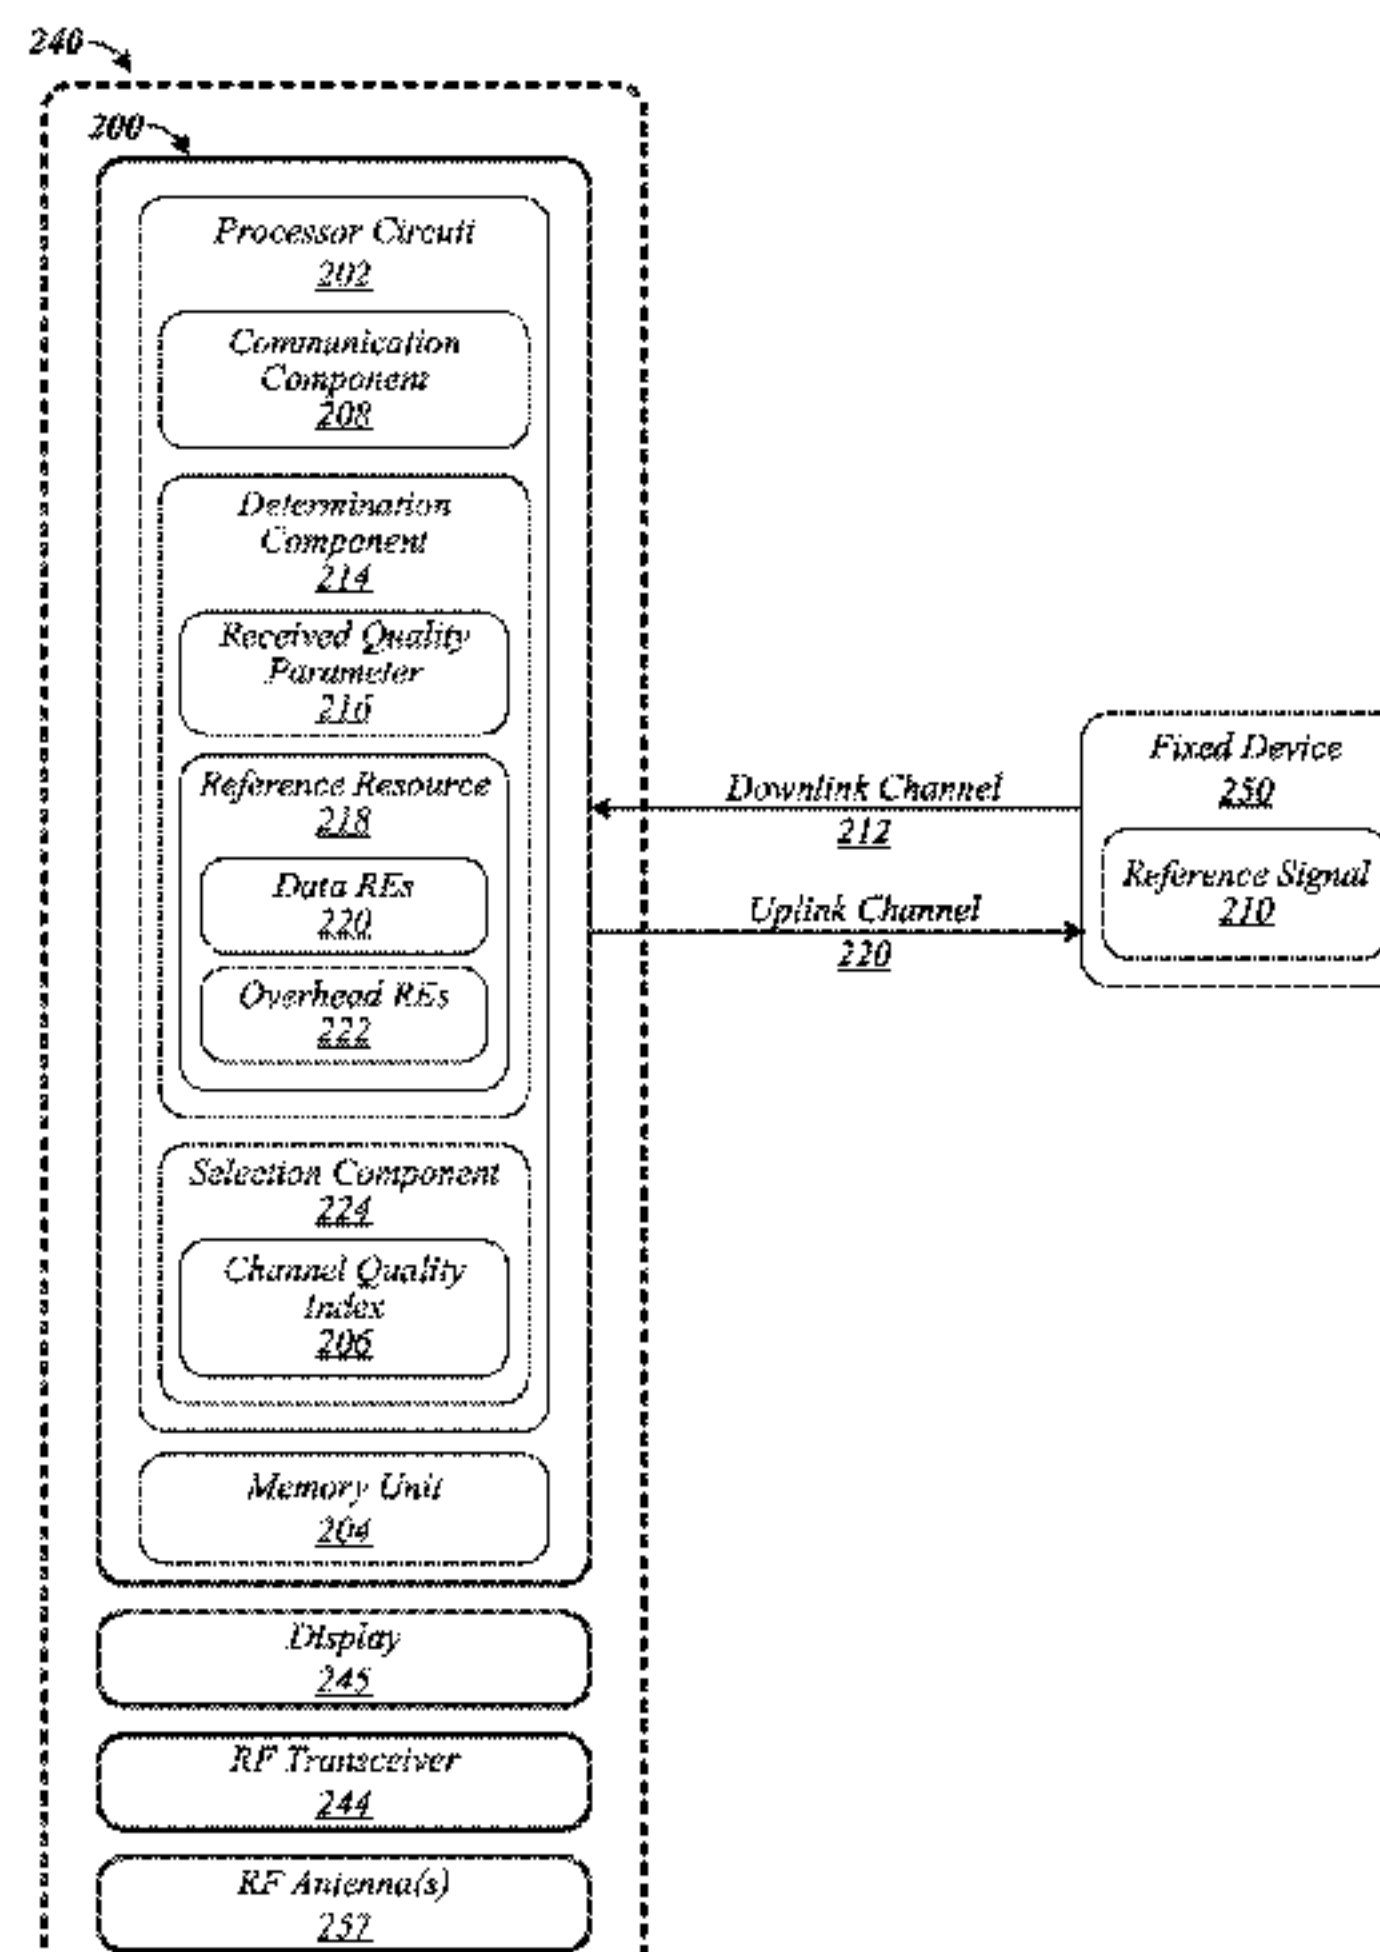 240
200
Processor Circuit
202
Communication
Component
208
Determination
Component
214
Received Quality
Parameter
216
Reference Resource
218
Data REs
220
Overhead REs
222
Selection Component
224
Channel Quality
Index
206
Memory Unit
204
Display
245
RF Transceiver
244
RF Antenna(s)
257
Downlink Channel
212
Uplink Channel
220
Fixed Device
250
Reference Signal
210